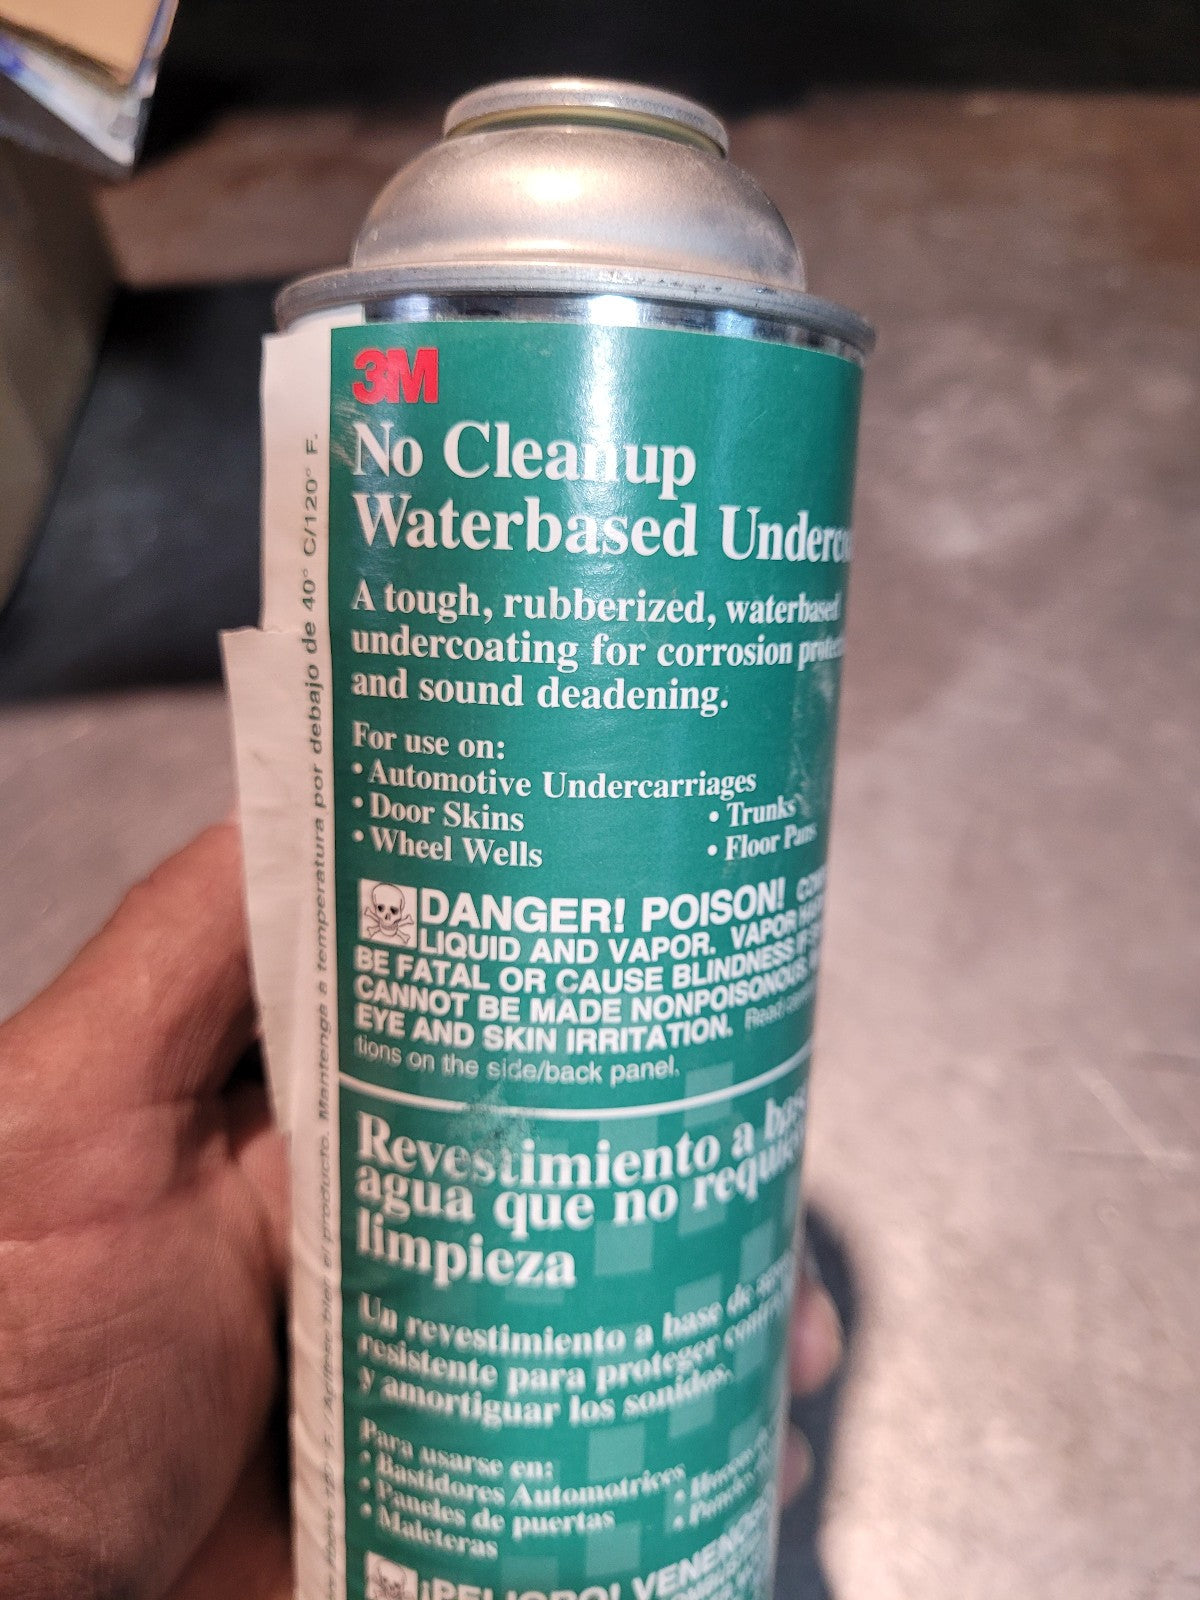 3M
No Cleanup
Waterbased
A tough, rubberized, waterbased
undercoating for corrosion
and sound deadening.
For use on:
• Automotive Undercarriages
• Door Skins
• Trunks
• Wheel Wells
• Floor Pans
DANGER! POISON!
LIQUID AND VAPOR. VAPOR
BE FATAL OR CAUSE BLINDNESS IF
CANNOT BE MADE NONPOISONOUS.
EYE AND SKIN IRRITATION. Read
tions on the side/back panel.
Revestimiento a
agua que no
limpieza
Un revestimiento a base de
resistente para proteger
y amortiguar los sonidos.
Para usarse en:
• Bastidores Automotrices
• Paneles de puertas
• Maleteras
¡PELIGRO!
Mantenga a temperatura por debajo de 40° C/120° F.